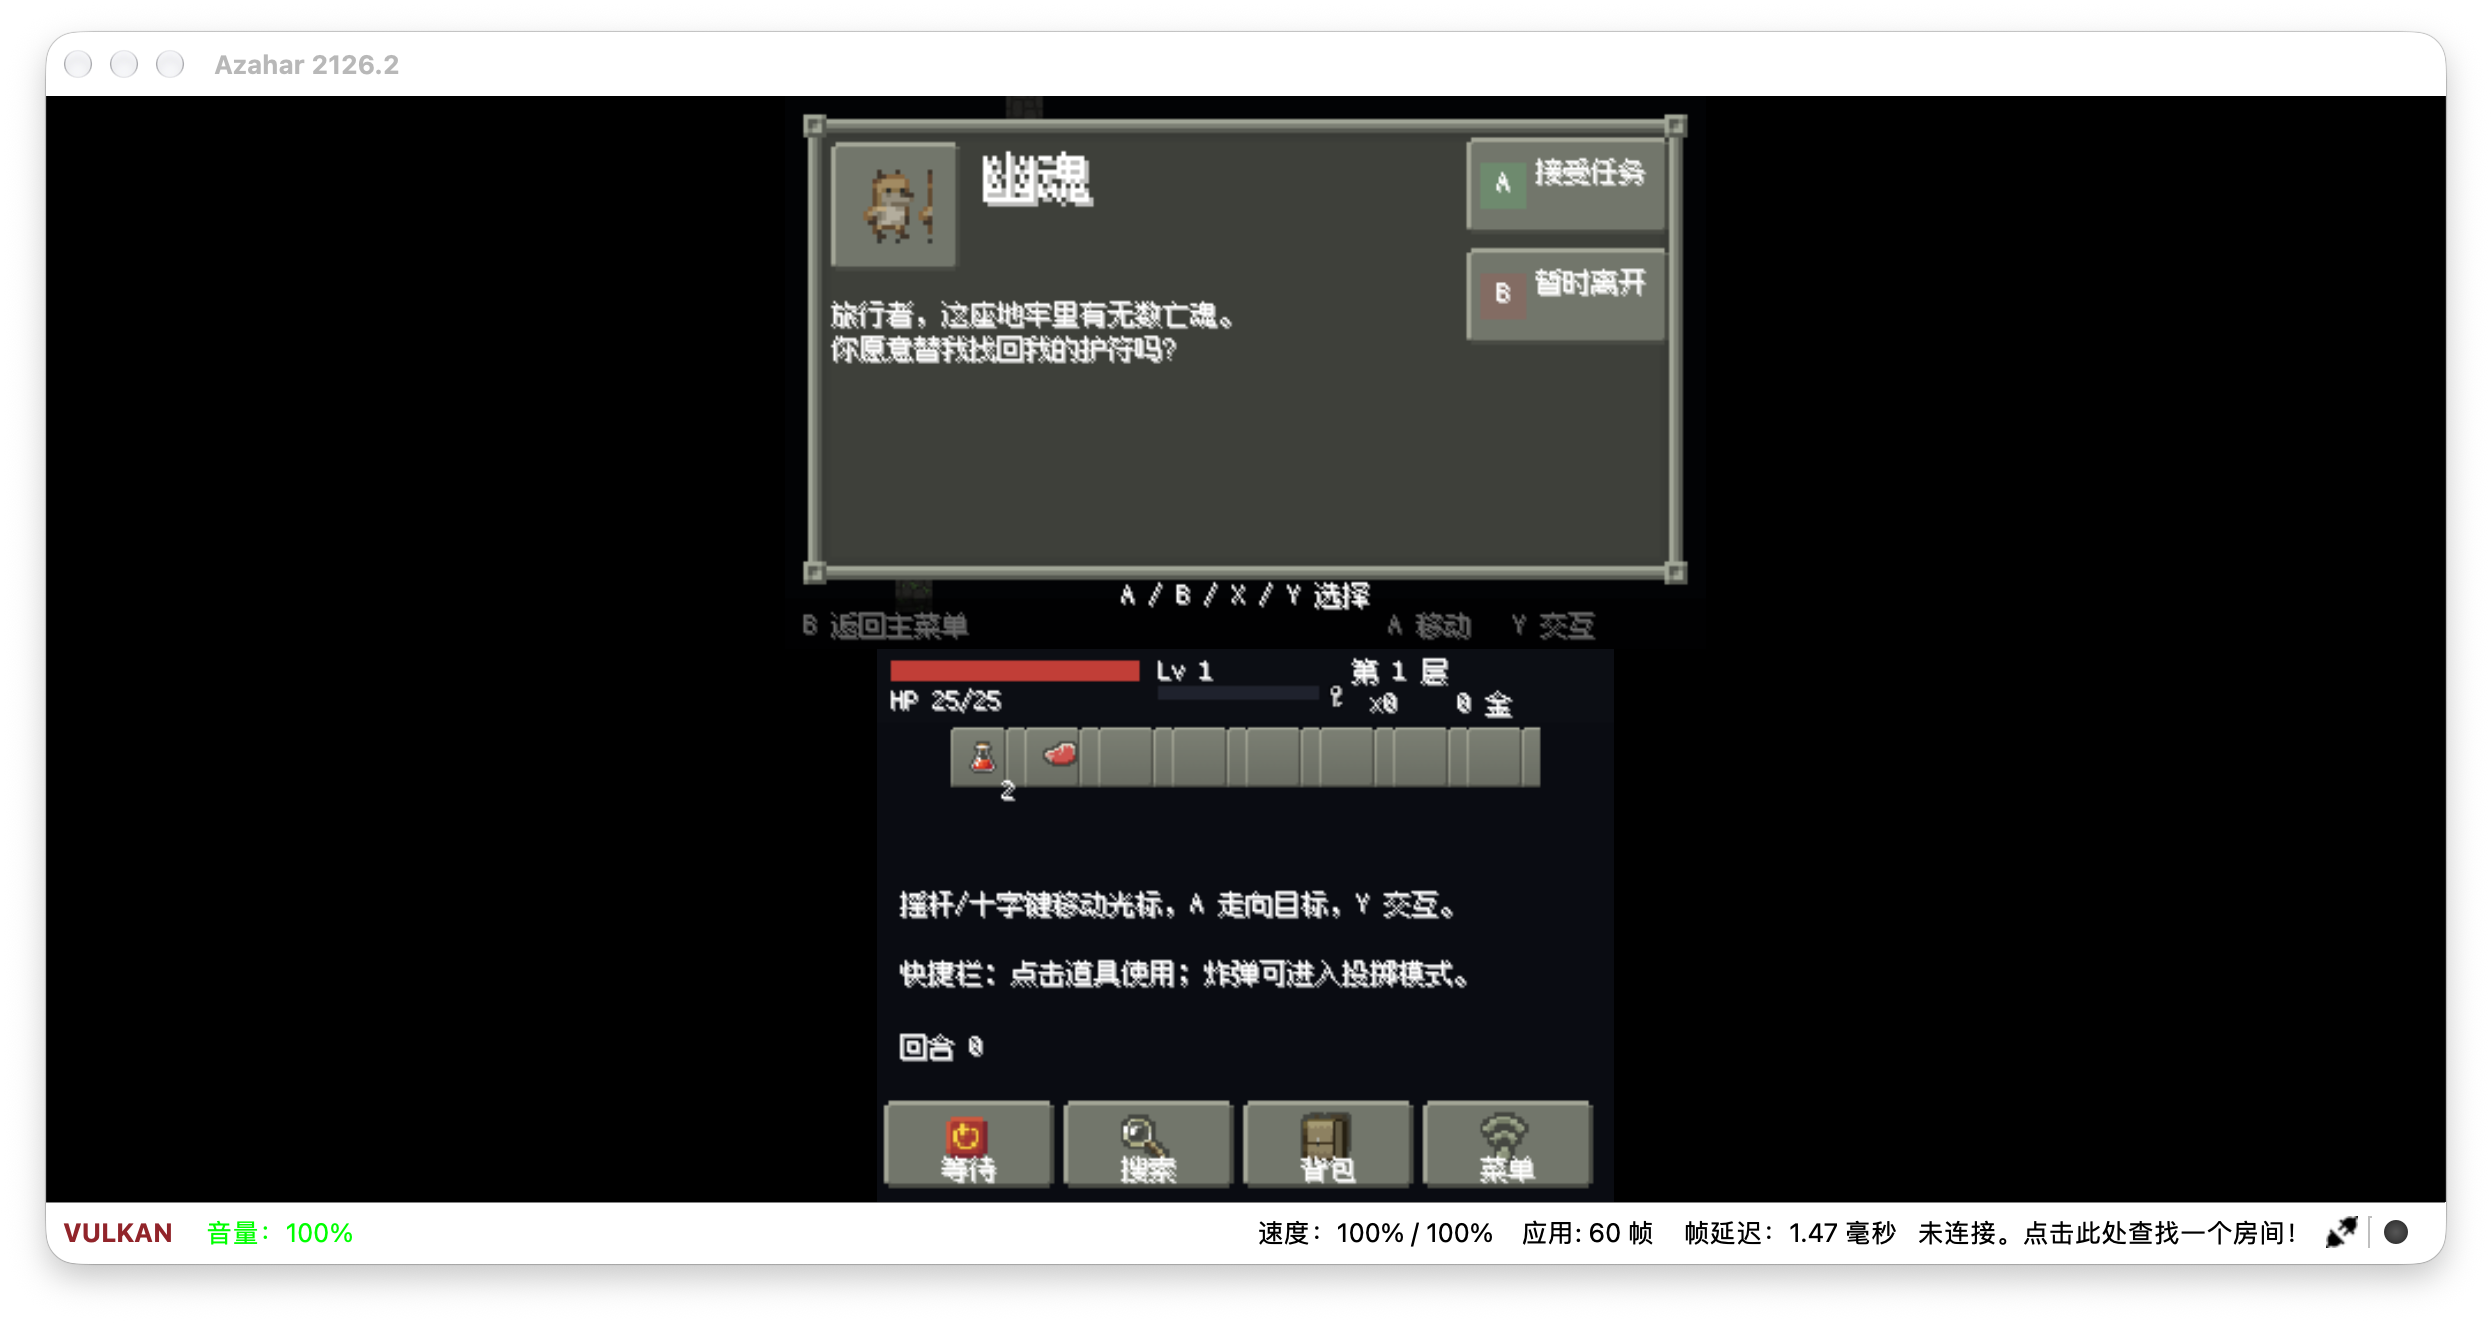 Azahar 2126.2
幽魂
A 接受任务
B 暂时离开
旅行者，这座地牢里有无数亡魂。
你愿意替我找回我的护符吗？
A / B / X / Y 选择
B 返回主菜单 A 移动 Y 交互
Lv 1 第 1 层
HP 25/25 x0 0 金
2
摇杆/十字键移动光标，A 走向目标，Y 交互。
快捷栏：点击道具使用；炸弹可进入投掷模式。
回合 0
等待 搜索 背包 菜单
VULKAN 音量：100% 速度：100% / 100% 应用: 60 帧 帧延迟：1.47 毫秒 未连接。点击此处查找一个房间！